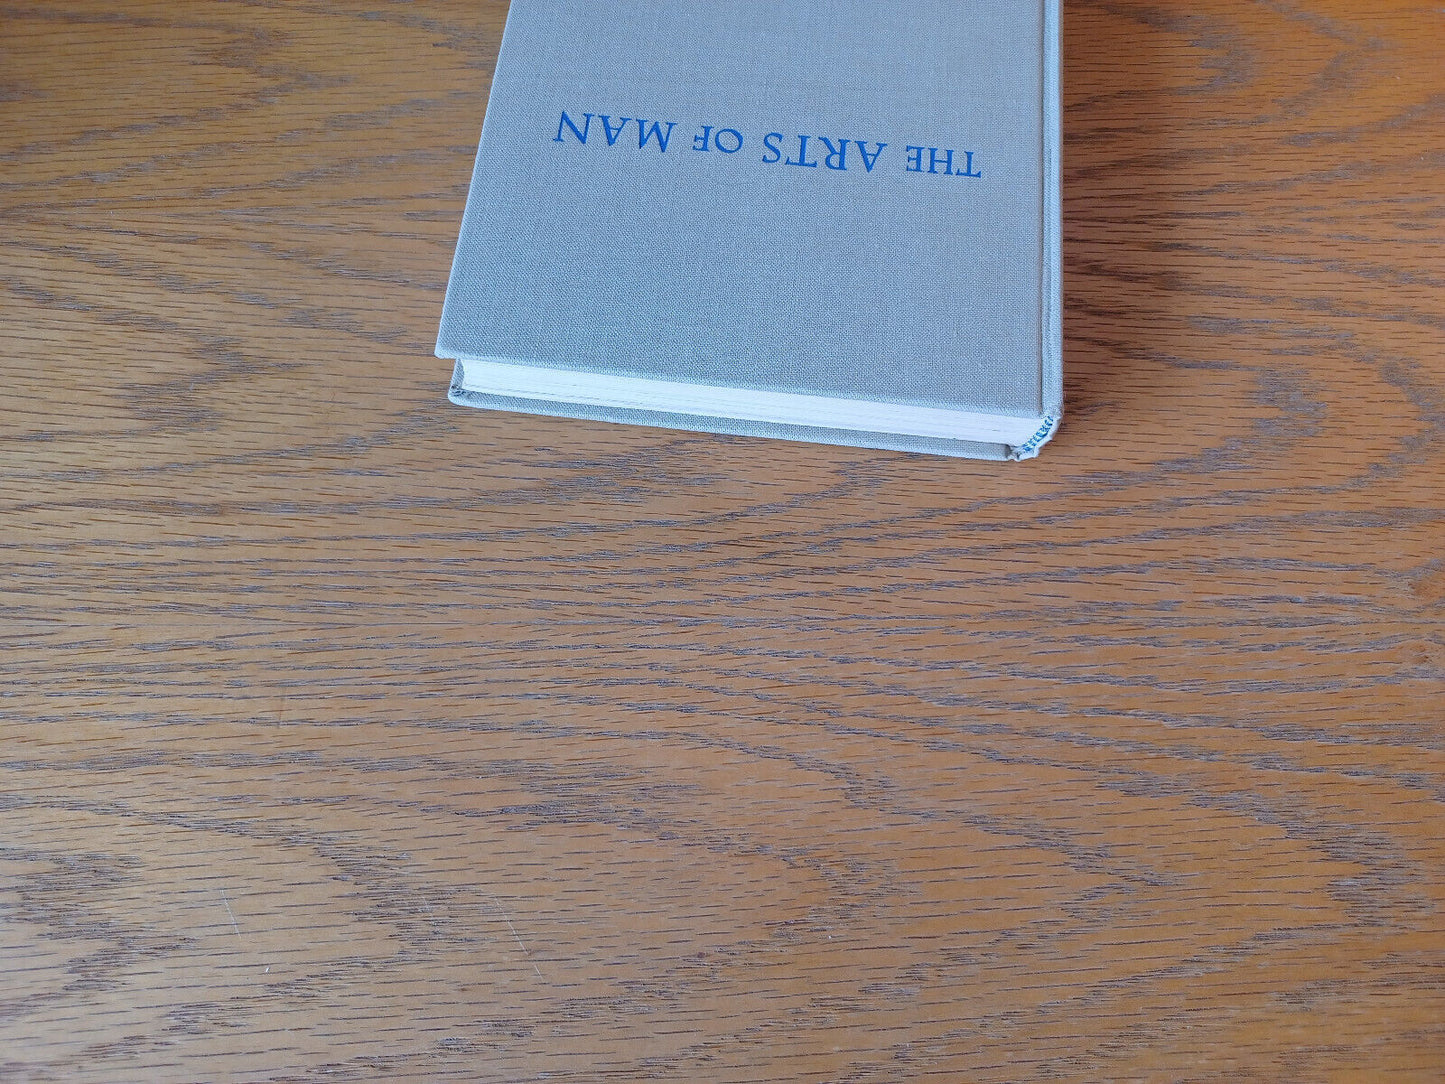 THE ARTS OF MAN